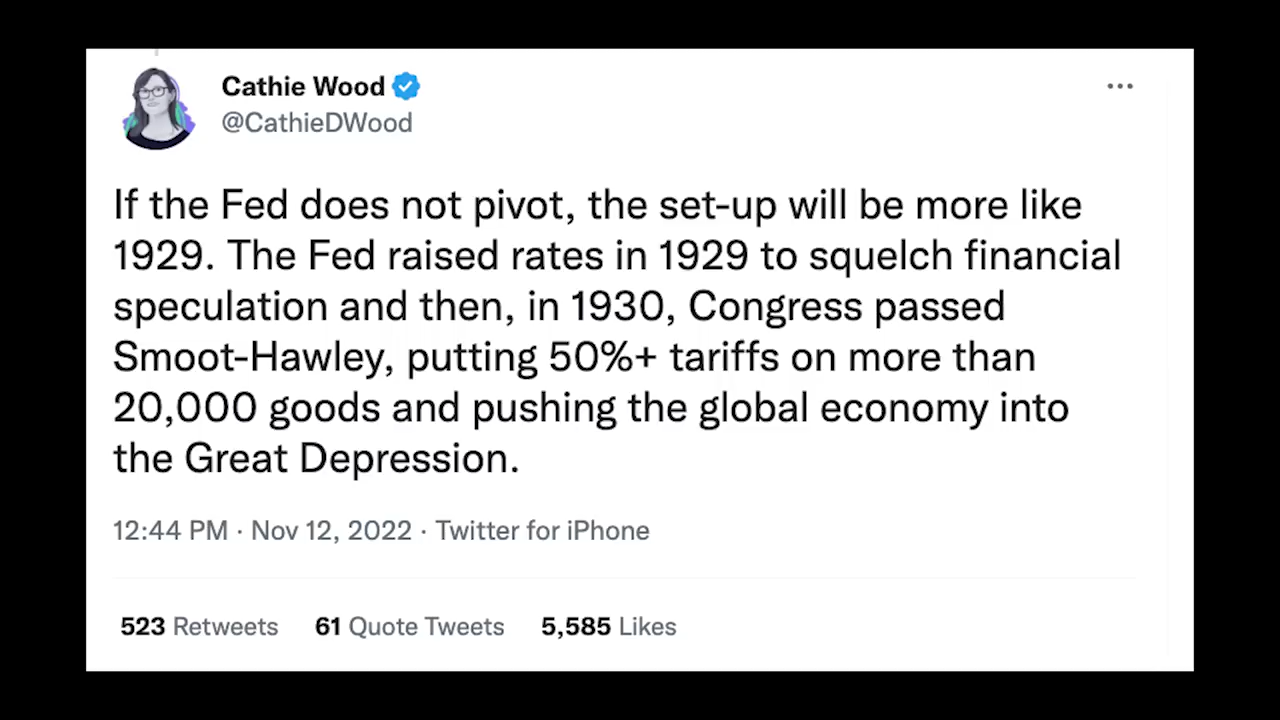 Cathie Wood
@CathieDWood
If the Fed does not pivot, the set-up will be more like
1929. The Fed raised rates in 1929 to squelch financial
speculation and then, in 1930, Congress passed
Smoot-Hawley, putting 50%+ tariffs on more than
20,000 goods and pushing the global economy into
the Great Depression.
12:44 PM · Nov 12, 2022 · Twitter for iPhone
523 Retweets 61 Quote Tweets 5,585 Likes